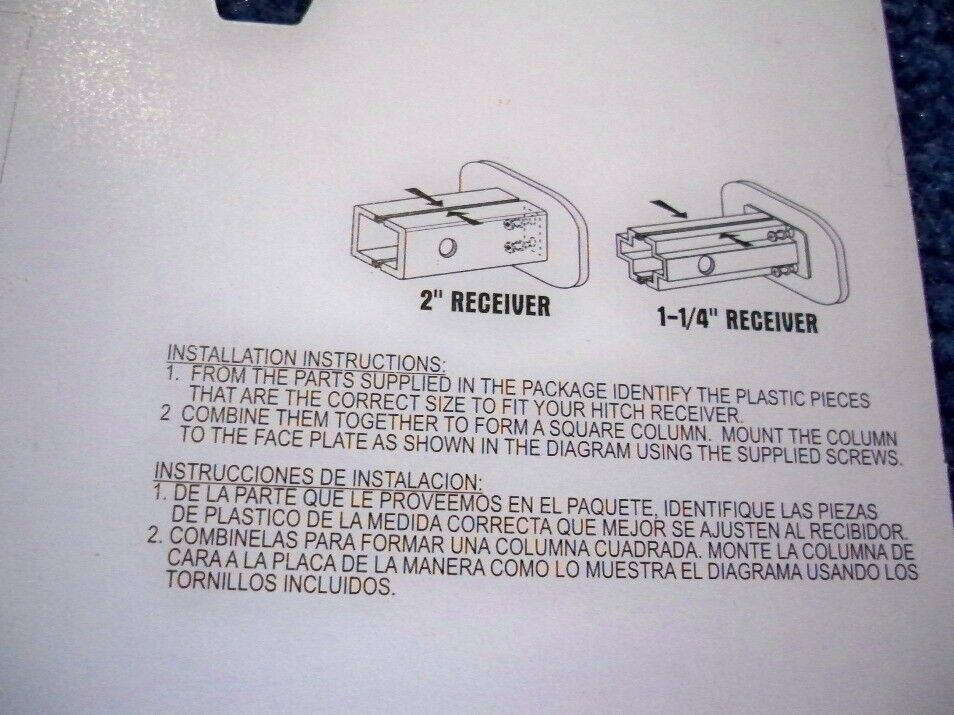 2" RECEIVER
1-1/4" RECEIVER
INSTALLATION INSTRUCTIONS:
1. FROM THE PARTS SUPPLIED IN THE PACKAGE IDENTIFY THE PLASTIC PIECES
THAT ARE THE CORRECT SIZE TO FIT YOUR HITCH RECEIVER.
2 COMBINE THEM TOGETHER TO FORM A SQUARE COLUMN. MOUNT THE COLUMN
TO THE FACE PLATE AS SHOWN IN THE DIAGRAM USING THE SUPPLIED SCREWS.
INSTRUCCIONES DE INSTALACION:
1. DE LA PARTE QUE LE PROVEEMOS EN EL PAQUETE, IDENTIFIQUE LAS PIEZAS
DE PLASTICO DE LA MEDIDA CORRECTA QUE MEJOR SE AJUSTEN AL RECIBIDOR.
2. COMBINELAS PARA FORMAR UNA COLUMNA CUADRADA. MONTE LA COLUMNA DE
CARA A LA PLACA DE LA MANERA COMO LO MUESTRA EL DIAGRAMA USANDO LOS
TORNILLOS INCLUIDOS.